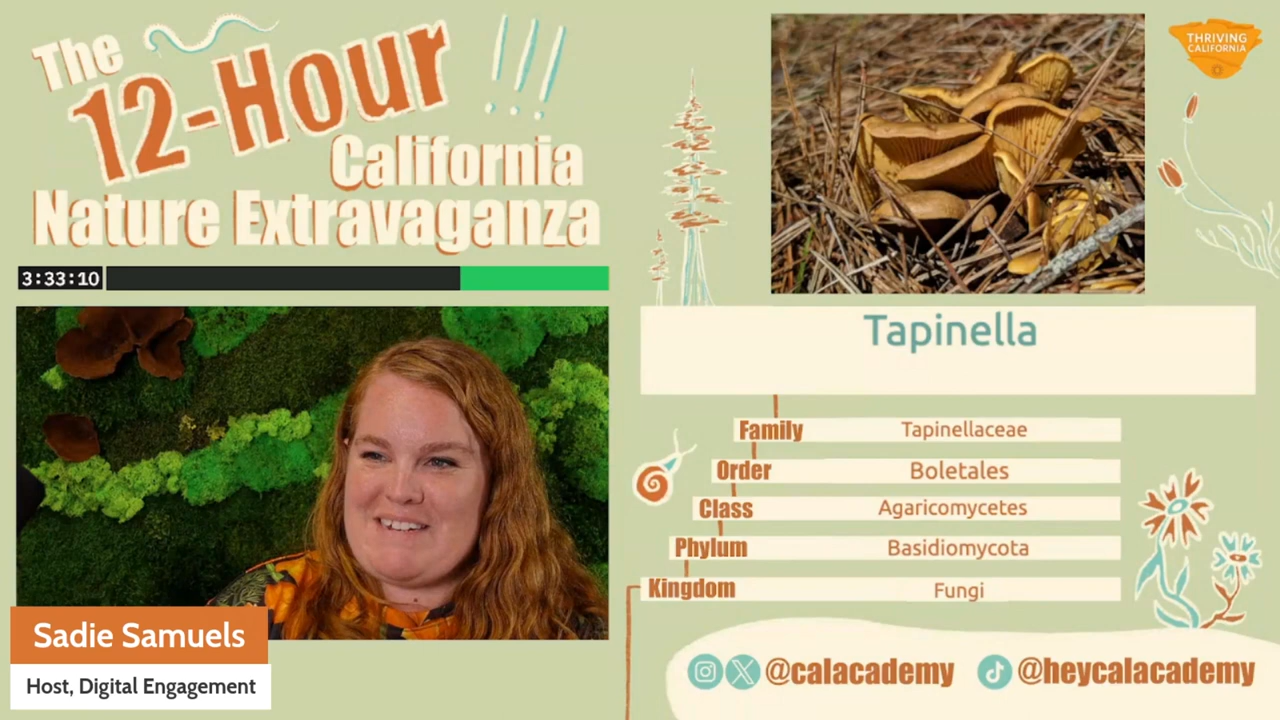 The
12-Hour
!!!
California
Nature Extravaganza
3:33:10
Sadie Samuels
Host, Digital Engagement
THRIVING
CALIFORNIA
Tapinella
Family Tapinellaceae
Order Boletales
Class Agaricomycetes
Phylum Basidiomycota
Kingdom Fungi
@calacademy @heycalacademy